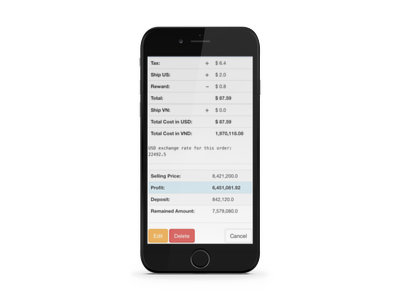 Tax: + $ 6.4
Ship US: + $ 2.0
Reward: − $ 0.8
Total: $ 87.59
Ship VN: + $ 0.0
Total Cost in USD: $ 87.59
Total Cost in VND: 1,970,118.08
USD exchange rate for this order:
22492.5
Selling Price: 8,421,200.0
Profit: 6,451,081.92
Deposit: 842,120.0
Remained Amount: 7,579,080.0
Edit Delete Cancel